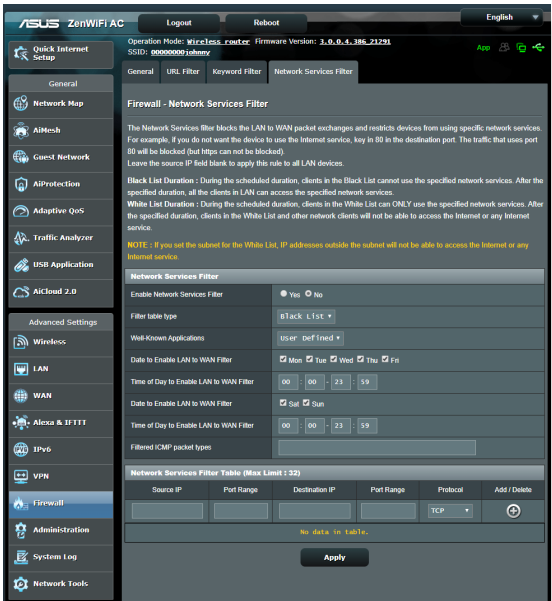 ASUS ZenWiFi AC
Logout
Reboot
English
Quick Internet Setup
Operation Mode: Wireless router Firmware Version: 3.0.0.4.386_21291
SSID: 00000000johnny
App
General
URL Filter
Keyword Filter
Network Services Filter
General
Network Map
AiMesh
Guest Network
AiProtection
Adaptive QoS
Traffic Analyzer
USB Application
AiCloud 2.0
Advanced Settings
Wireless
LAN
WAN
Alexa & IFTTT
IPv6
VPN
Firewall
Administration
System Log
Network Tools
Firewall - Network Services Filter
The Network Services filter blocks the LAN to WAN packet exchanges and restricts devices from using specific network services.
For example, if you do not want the device to use the Internet service, key in 80 in the destination port. The traffic that uses port
80 will be blocked (but https can not be blocked).
Leave the source IP field blank to apply this rule to all LAN devices.
Black List Duration : During the scheduled duration, clients in the Black List cannot use the specified network services. After the
specified duration, all the clients in LAN can access the specified network services.
White List Duration : During the scheduled duration, clients in the White List can ONLY use the specified network services. After
the specified duration, clients in the White List and other network clients will not be able to access the Internet or any Internet
service.
NOTE : If you set the subnet for the White List, IP addresses outside the subnet will not be able to access the Internet or any
Internet service.
Network Services Filter
Enable Network Services Filter
Yes No
Filter table type
Black List
Well-Known Applications
User Defined
Date to Enable LAN to WAN Filter
Mon Tue Wed Thu Fri
Time of Day to Enable LAN to WAN Filter
00 : 00 - 23 : 59
Date to Enable LAN to WAN Filter
Sat Sun
Time of Day to Enable LAN to WAN Filter
00 : 00 - 23 : 59
Filtered ICMP packet types
Network Services Filter Table (Max Limit : 32)
Source IP
Port Range
Destination IP
Port Range
Protocol
Add / Delete
TCP
No data in table.
Apply